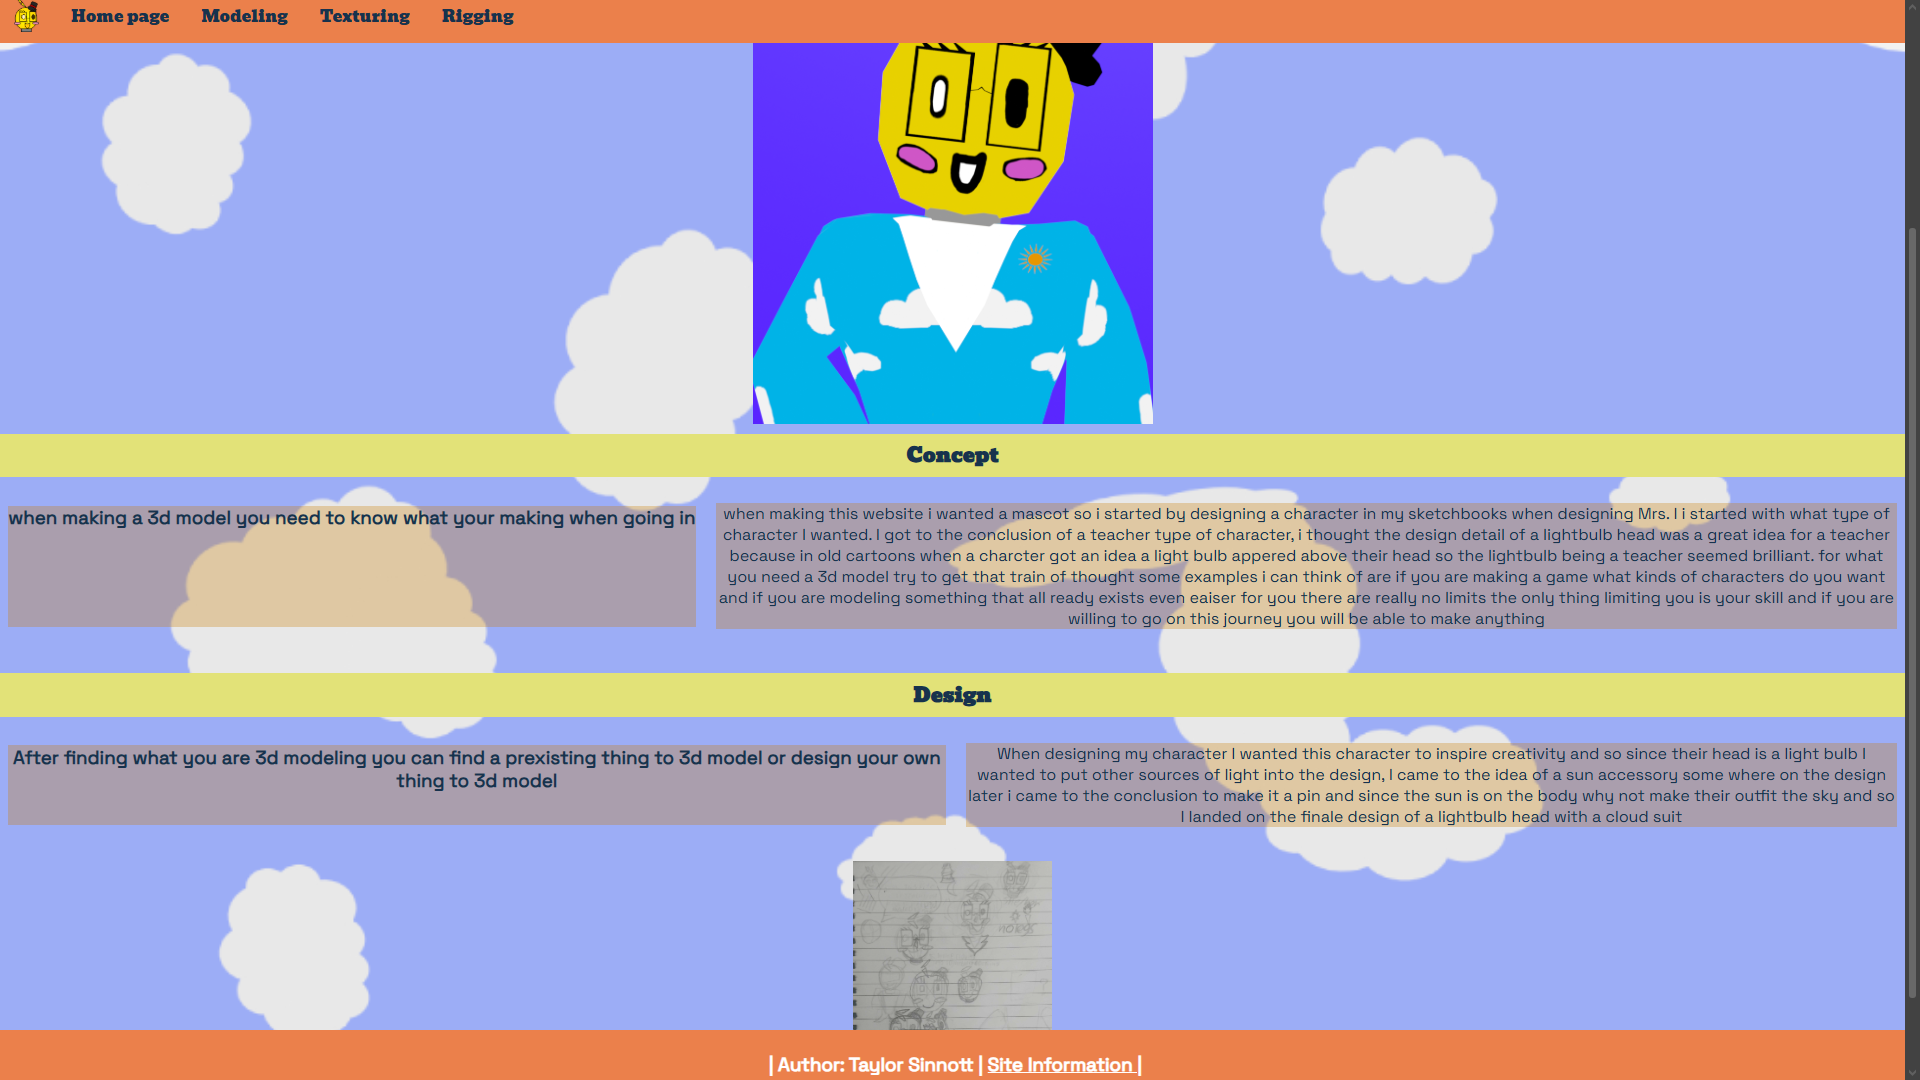 Home page Modeling Texturing Rigging
Concept
when making a 3d model you need to know what your making when going in
when making this website i wanted a mascot so i started by designing a character in my sketchbooks when designing Mrs. l i started with what type of
character I wanted. I got to the conclusion of a teacher type of character, i thought the design detail of a lightbulb head was a great idea for a teacher
because in old cartoons when a charcter got an idea a light bulb appered above their head so the lightbulb being a teacher seemed brilliant. for what
you need a 3d model try to get that train of thought some examples i can think of are if you are making a game what kinds of characters do you want
and if you are modeling something that all ready exists even eaiser for you there are really no limits the only thing limiting you is your skill and if you are
willing to go on this journey you will be able to make anything
Design
After finding what you are 3d modeling you can find a prexisting thing to 3d model or design your own
thing to 3d model
When designing my character I wanted this character to inspire creativity and so since their head is a light bulb I
wanted to put other sources of light into the design, I came to the idea of a sun accessory some where on the design
later i came to the conclusion to make it a pin and since the sun is on the body why not make their outfit the sky and so
I landed on the finale design of a lightbulb head with a cloud suit
| Author: Taylor Sinnott | Site Information |